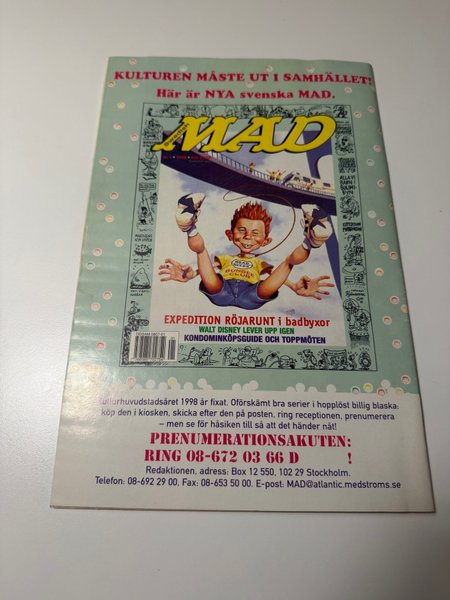 KULTUREN MÅSTE UT I SAMHÄLLET!
Här är NYA svenska MAD.
svenska
MAD
BUNGEE
CLUB
EXPEDITION RÖJARUNT i badbyxor
WALT DISNEY LEVER UPP IGEN
KONDOMINKÖPSGUIDE OCH TOPPMÖTEN
Kulturhuvudstadsåret 1998 är fixat. Oförskämt bra serier i hopplöst billig blaska:
köp den i kiosken, skicka efter den på posten, ring receptionen, prenumerera
– men se för håsiken till så att det händer nåt!
PRENUMERATIONSAKUTEN:
RING 08-672 03 66 D !
Redaktionen, adress: Box 12 550, 102 29 Stockholm.
Telefon: 08-692 29 00, Fax: 08-653 50 00. E-post: MAD@atlantic.medstroms.se